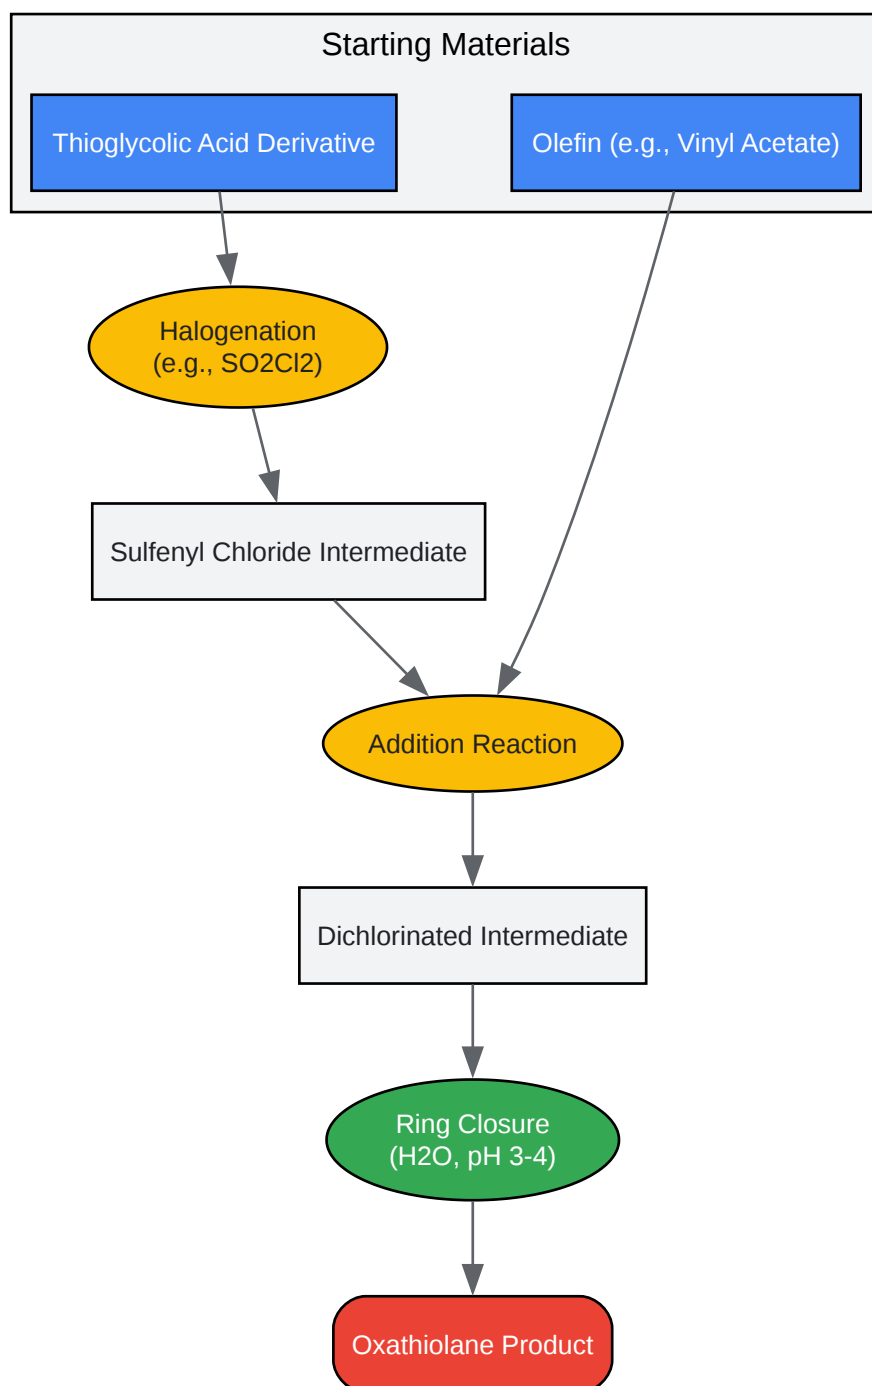 Starting Materials
Thioglycolic Acid Derivative
Olefin (e.g., Vinyl Acetate)
Halogenation
(e.g., SO2Cl2)
Sulfenyl Chloride Intermediate
Addition Reaction
Dichlorinated Intermediate
Ring Closure
(H2O, pH 3-4)
Oxathiolane Product